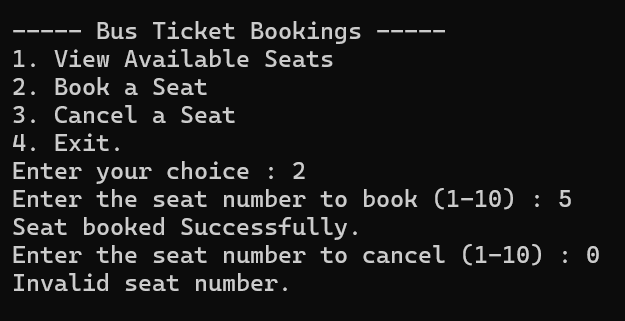 ----- Bus Ticket Bookings -----
1. View Available Seats
2. Book a Seat
3. Cancel a Seat
4. Exit.
Enter your choice : 2
Enter the seat number to book (1-10) : 5
Seat booked Successfully.
Enter the seat number to cancel (1-10) : 0
Invalid seat number.